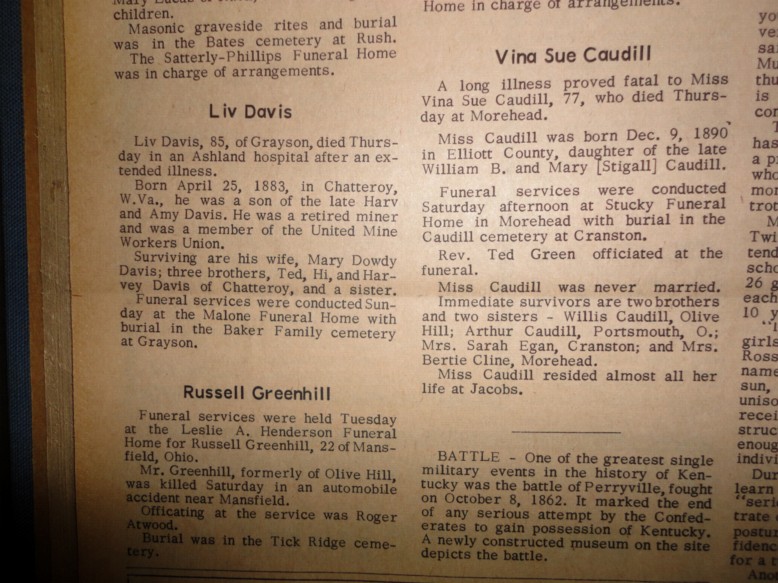 children.
Masonic graveside rites and burial
was in the Bates cemetery at Rush.
The Satterly-Phillips Funeral Home
was in charge of arrangements.
Liv Davis
Liv Davis, 85, of Grayson, died Thurs-
day in an Ashland hospital after an ex-
tended illness.
Born April 25, 1883, in Chatteroy,
W.Va., he was a son of the late Harv
and Amy Davis. He was a retired miner
and was a member of the United Mine
Workers Union.
Surviving are his wife, Mary Dowdy
Davis; three brothers, Ted, Hi, and Har-
vey Davis of Chatteroy, and a sister.
Funeral services were conducted Sun-
day at the Malone Funeral Home with
burial in the Baker Family cemetery
at Grayson.
Russell Greenhill
Funeral services were held Tuesday
at the Leslie A. Henderson Funeral
Home for Russell Greenhill, 22 of Mans-
field, Ohio.
Mr. Greenhill, formerly of Olive Hill,
was killed Saturday in an automobile
accident near Mansfield.
Officating at the service was Roger
Atwood.
Burial was in the Tick Ridge ceme-
tery.
Home in charge of arrangements.
Vina Sue Caudill
A long illness proved fatal to Miss
Vina Sue Caudill, 77, who died Thurs-
day at Morehead.
Miss Caudill was born Dec. 9, 1890
in Elliott County, daughter of the late
William B. and Mary [Stigall] Caudill.
Funeral services were conducted
Saturday afternoon at Stucky Funeral
Home in Morehead with burial in the
Caudill cemetery at Cranston.
Rev. Ted Green officiated at the
funeral.
Miss Caudill was never married.
Immediate survivors are two brothers
and two sisters - Willis Caudill, Olive
Hill; Arthur Caudill, Portsmouth, O.;
Mrs. Sarah Egan, Cranston; and Mrs.
Bertie Cline, Morehead.
Miss Caudill resided almost all her
life at Jacobs.
BATTLE - One of the greatest single
military events in the history of Ken-
tucky was the battle of Perryville, fought
on October 8, 1862. It marked the end
of any serious attempt by the Confed-
erates to gain possession of Kentucky.
A newly constructed museum on the site
depicts the battle.